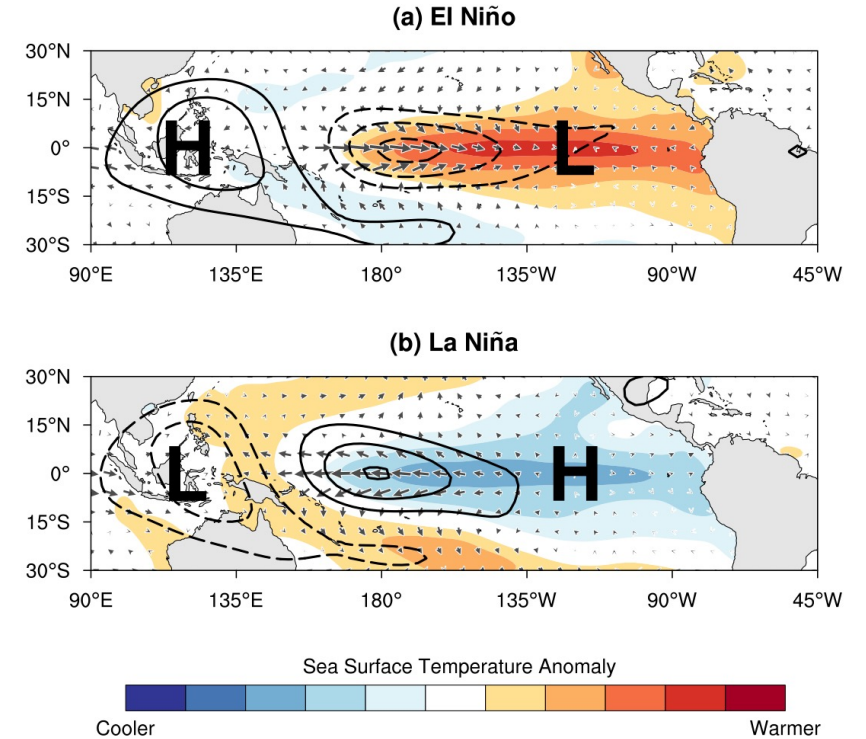 (a) El Niño
30°N
15°N
0°
15°S
30°S
H
L
90°E 135°E 180° 135°W 90°W 45°W
(b) La Niña
30°N
15°N
0°
15°S
30°S
L
H
90°E 135°E 180° 135°W 90°W 45°W
Sea Surface Temperature Anomaly
Cooler Warmer